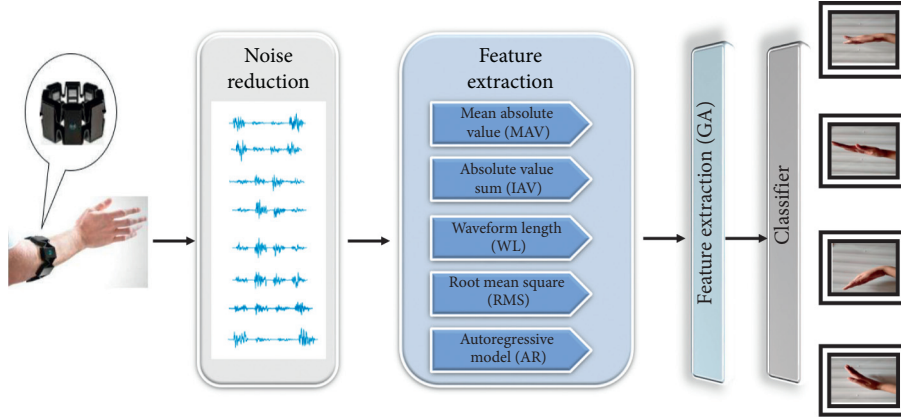 Noise
reduction
Feature
extraction
Mean absolute
value (MAV)
Absolute value
sum (IAV)
Waveform length
(WL)
Root mean square
(RMS)
Autoregressive
model (AR)
Feature extraction (GA)
Classifier